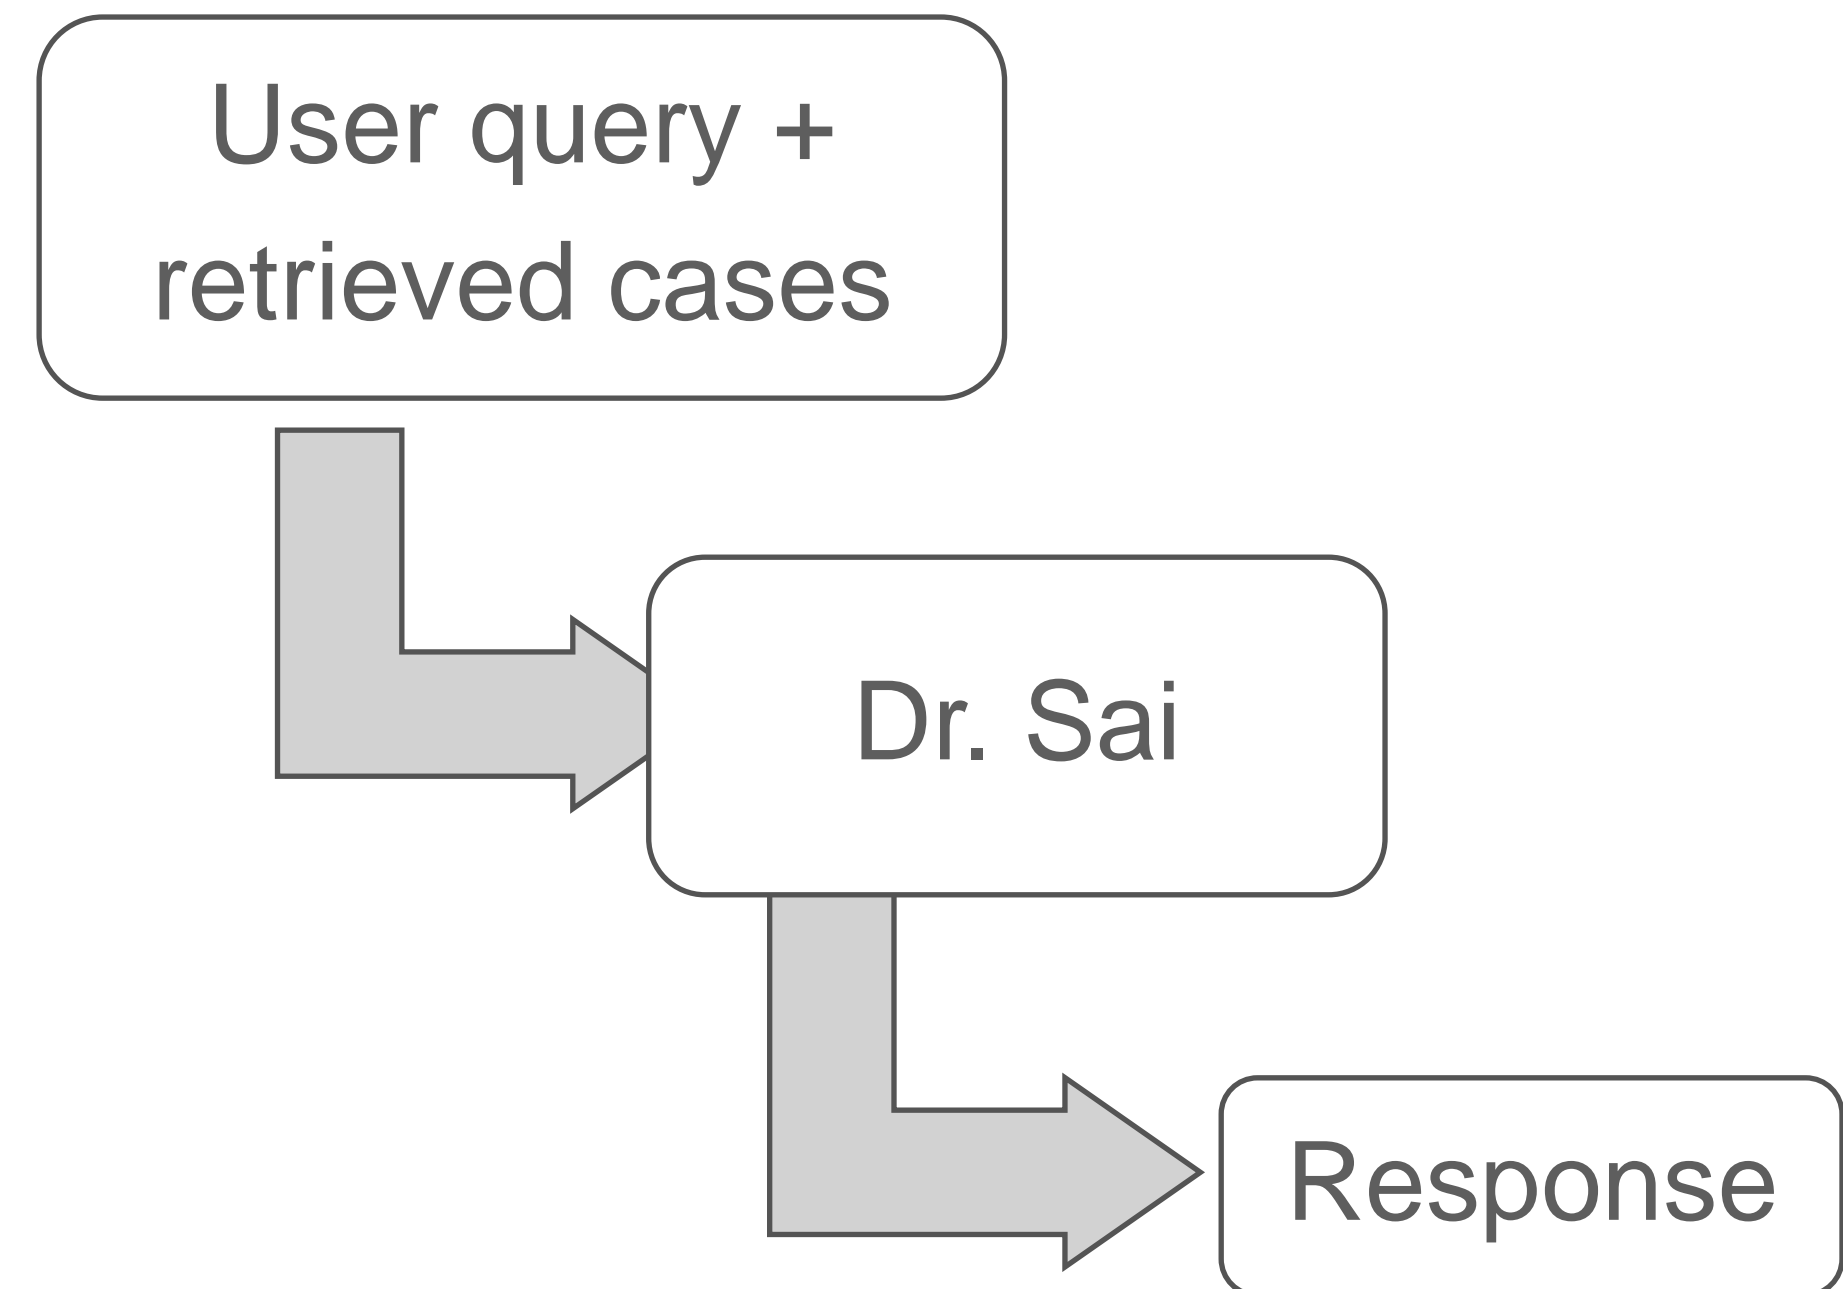 User query +
retrieved cases
Dr. Sai
Response